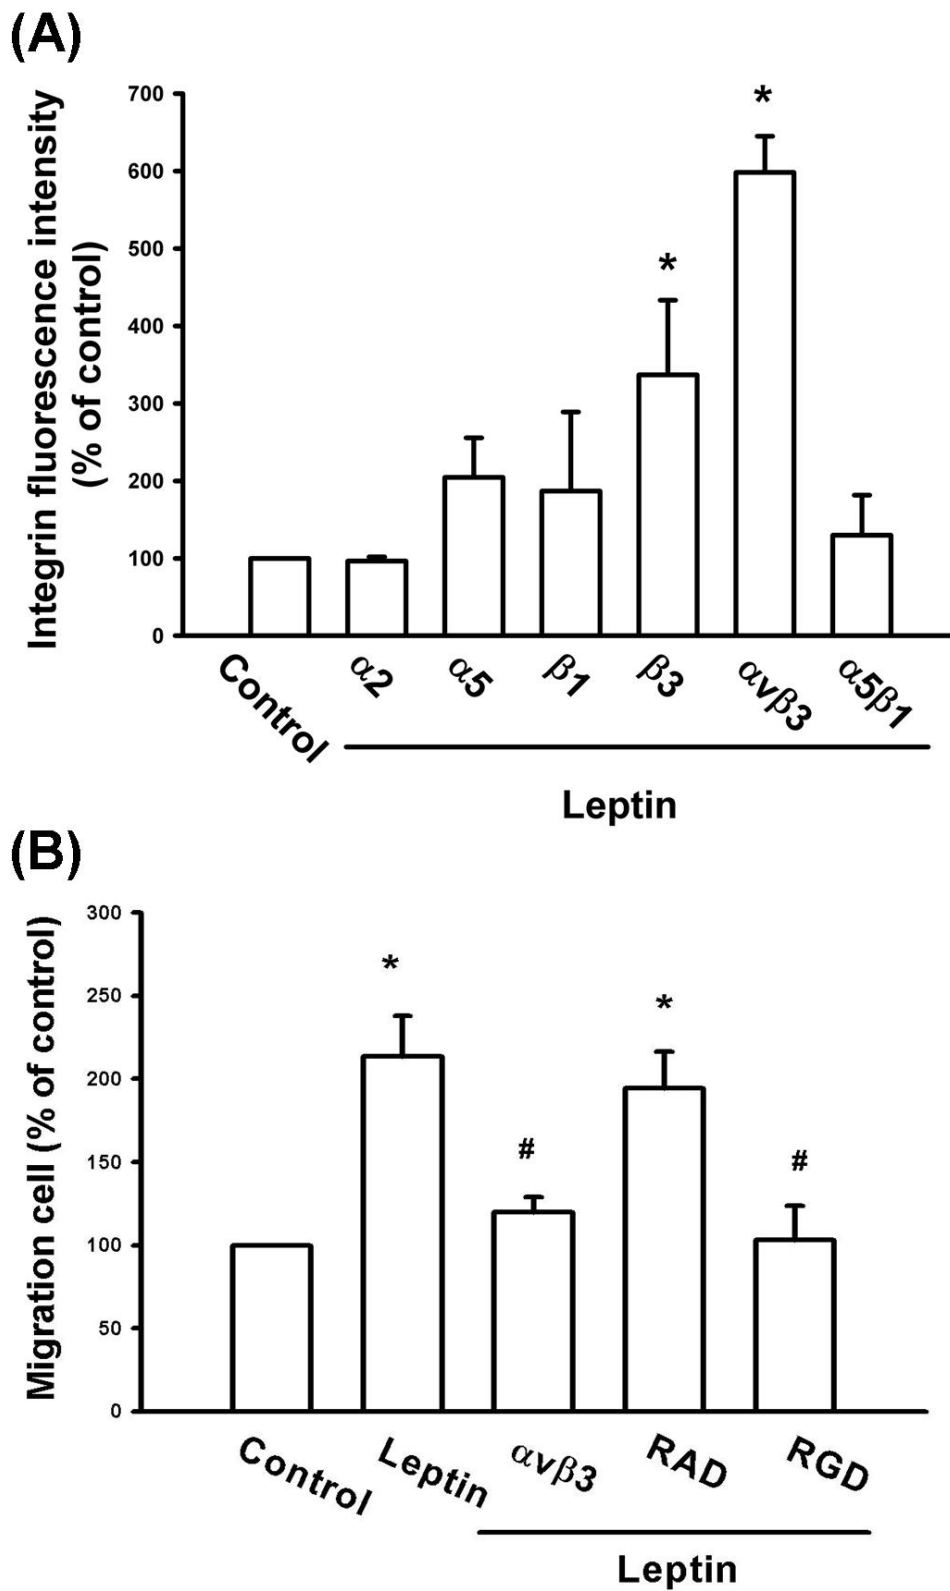 (A)
Integrin fluorescence intensity
(% of control)
700
600
500
400
300
200
100
0
*
*
Control
α2
α5
β1
β3
αvβ3
α5β1
Leptin
(B)
Migration cell (% of control)
300
250
200
150
100
50
0
*
#
*
#
Control
Leptin
αvβ3
RAD
RGD
Leptin